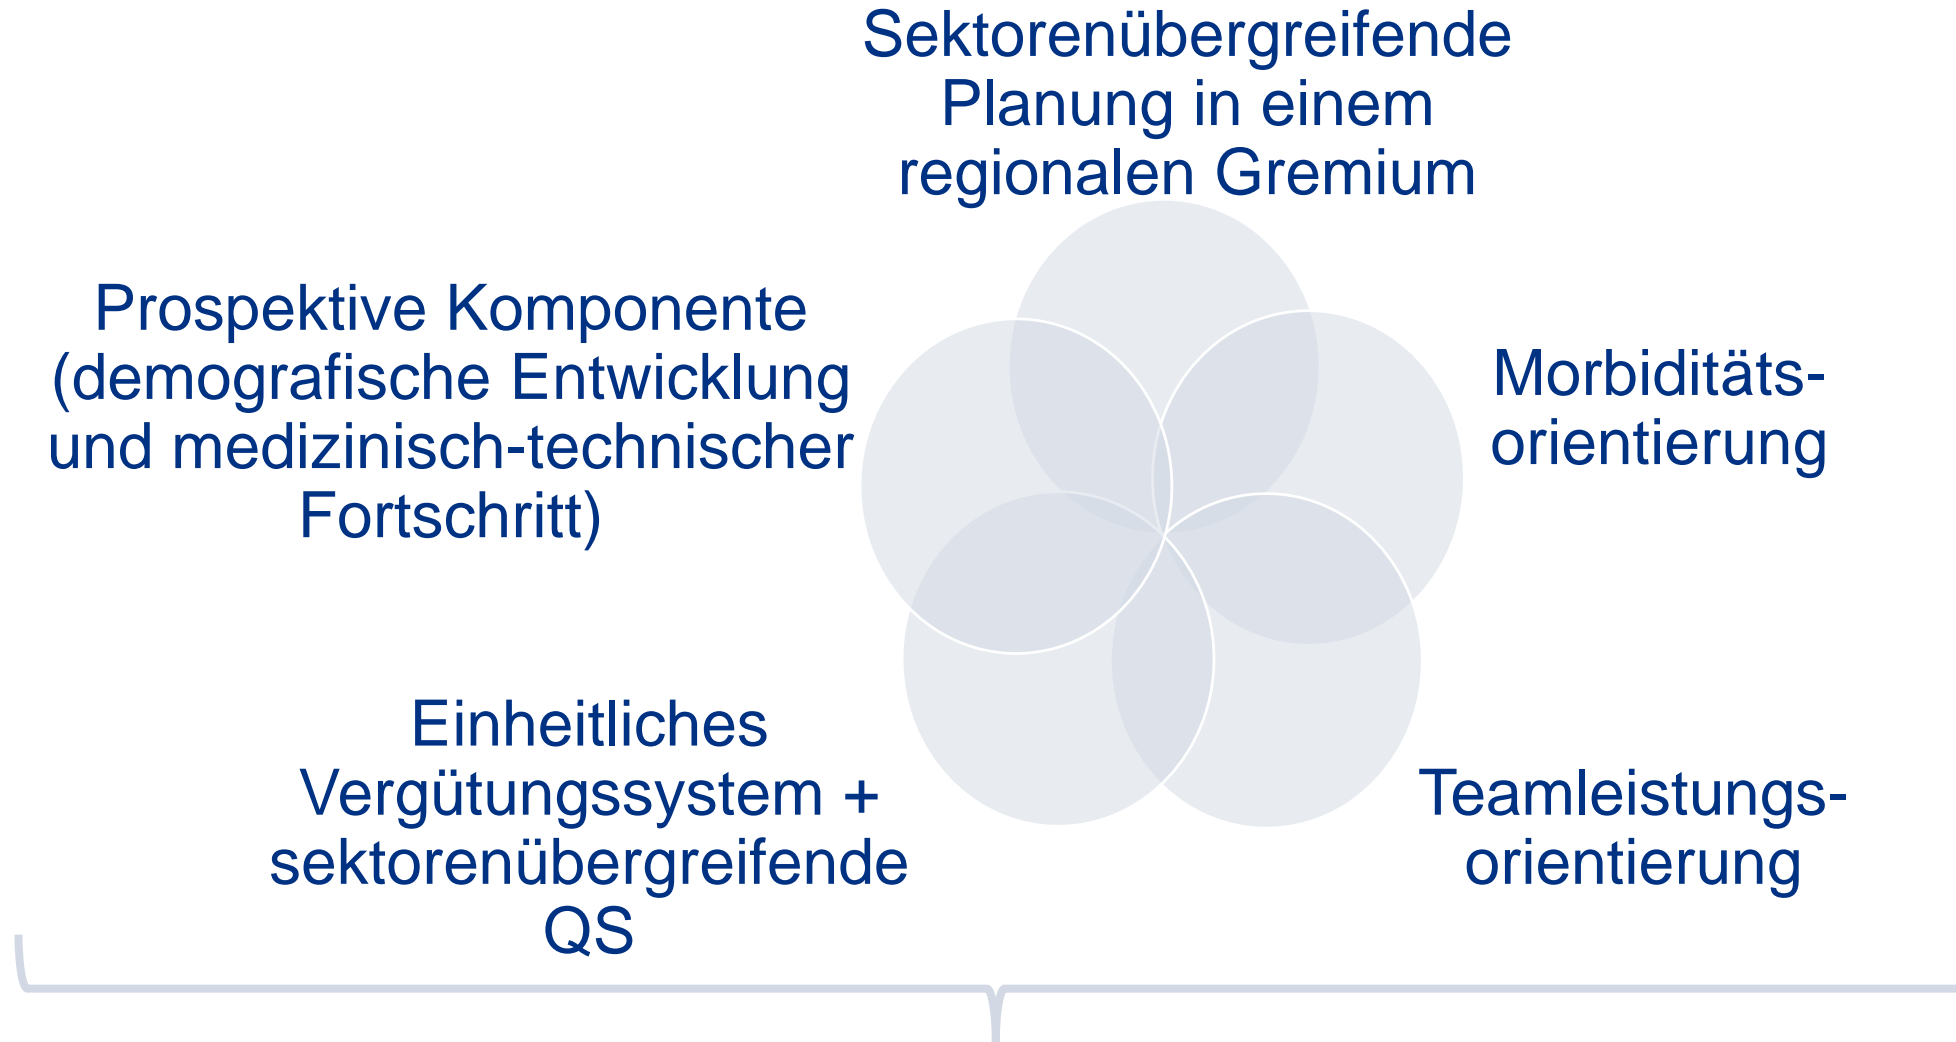 Sektorenübergreifende
Planung in einem
regionalen Gremium
Prospektive Komponente
(demografische Entwicklung
und medizinisch-technischer
Fortschritt)
Morbiditäts-
orientierung
Einheitliches
Vergütungssystem +
sektorenübergreifende
QS
Teamleistungs-
orientierung